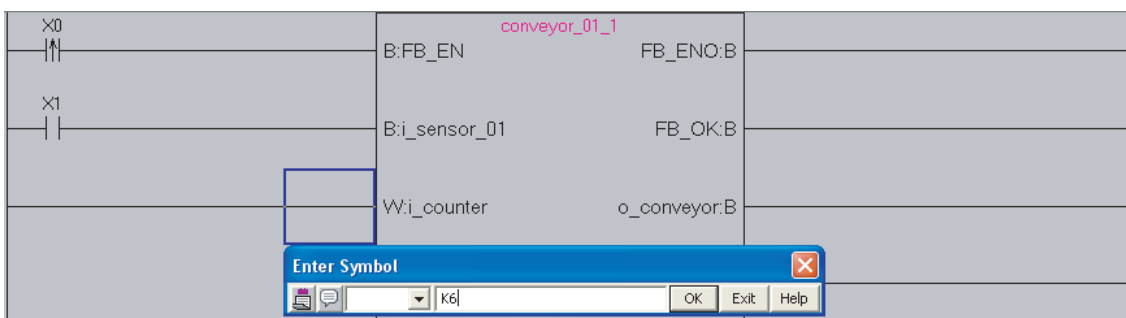 X0
conveyor_01_1
B:FB_EN FB_ENO:B
X1
B:i_sensor_01 FB_OK:B
W:i_counter o_conveyor:B
Enter Symbol
K6 OK Exit Help